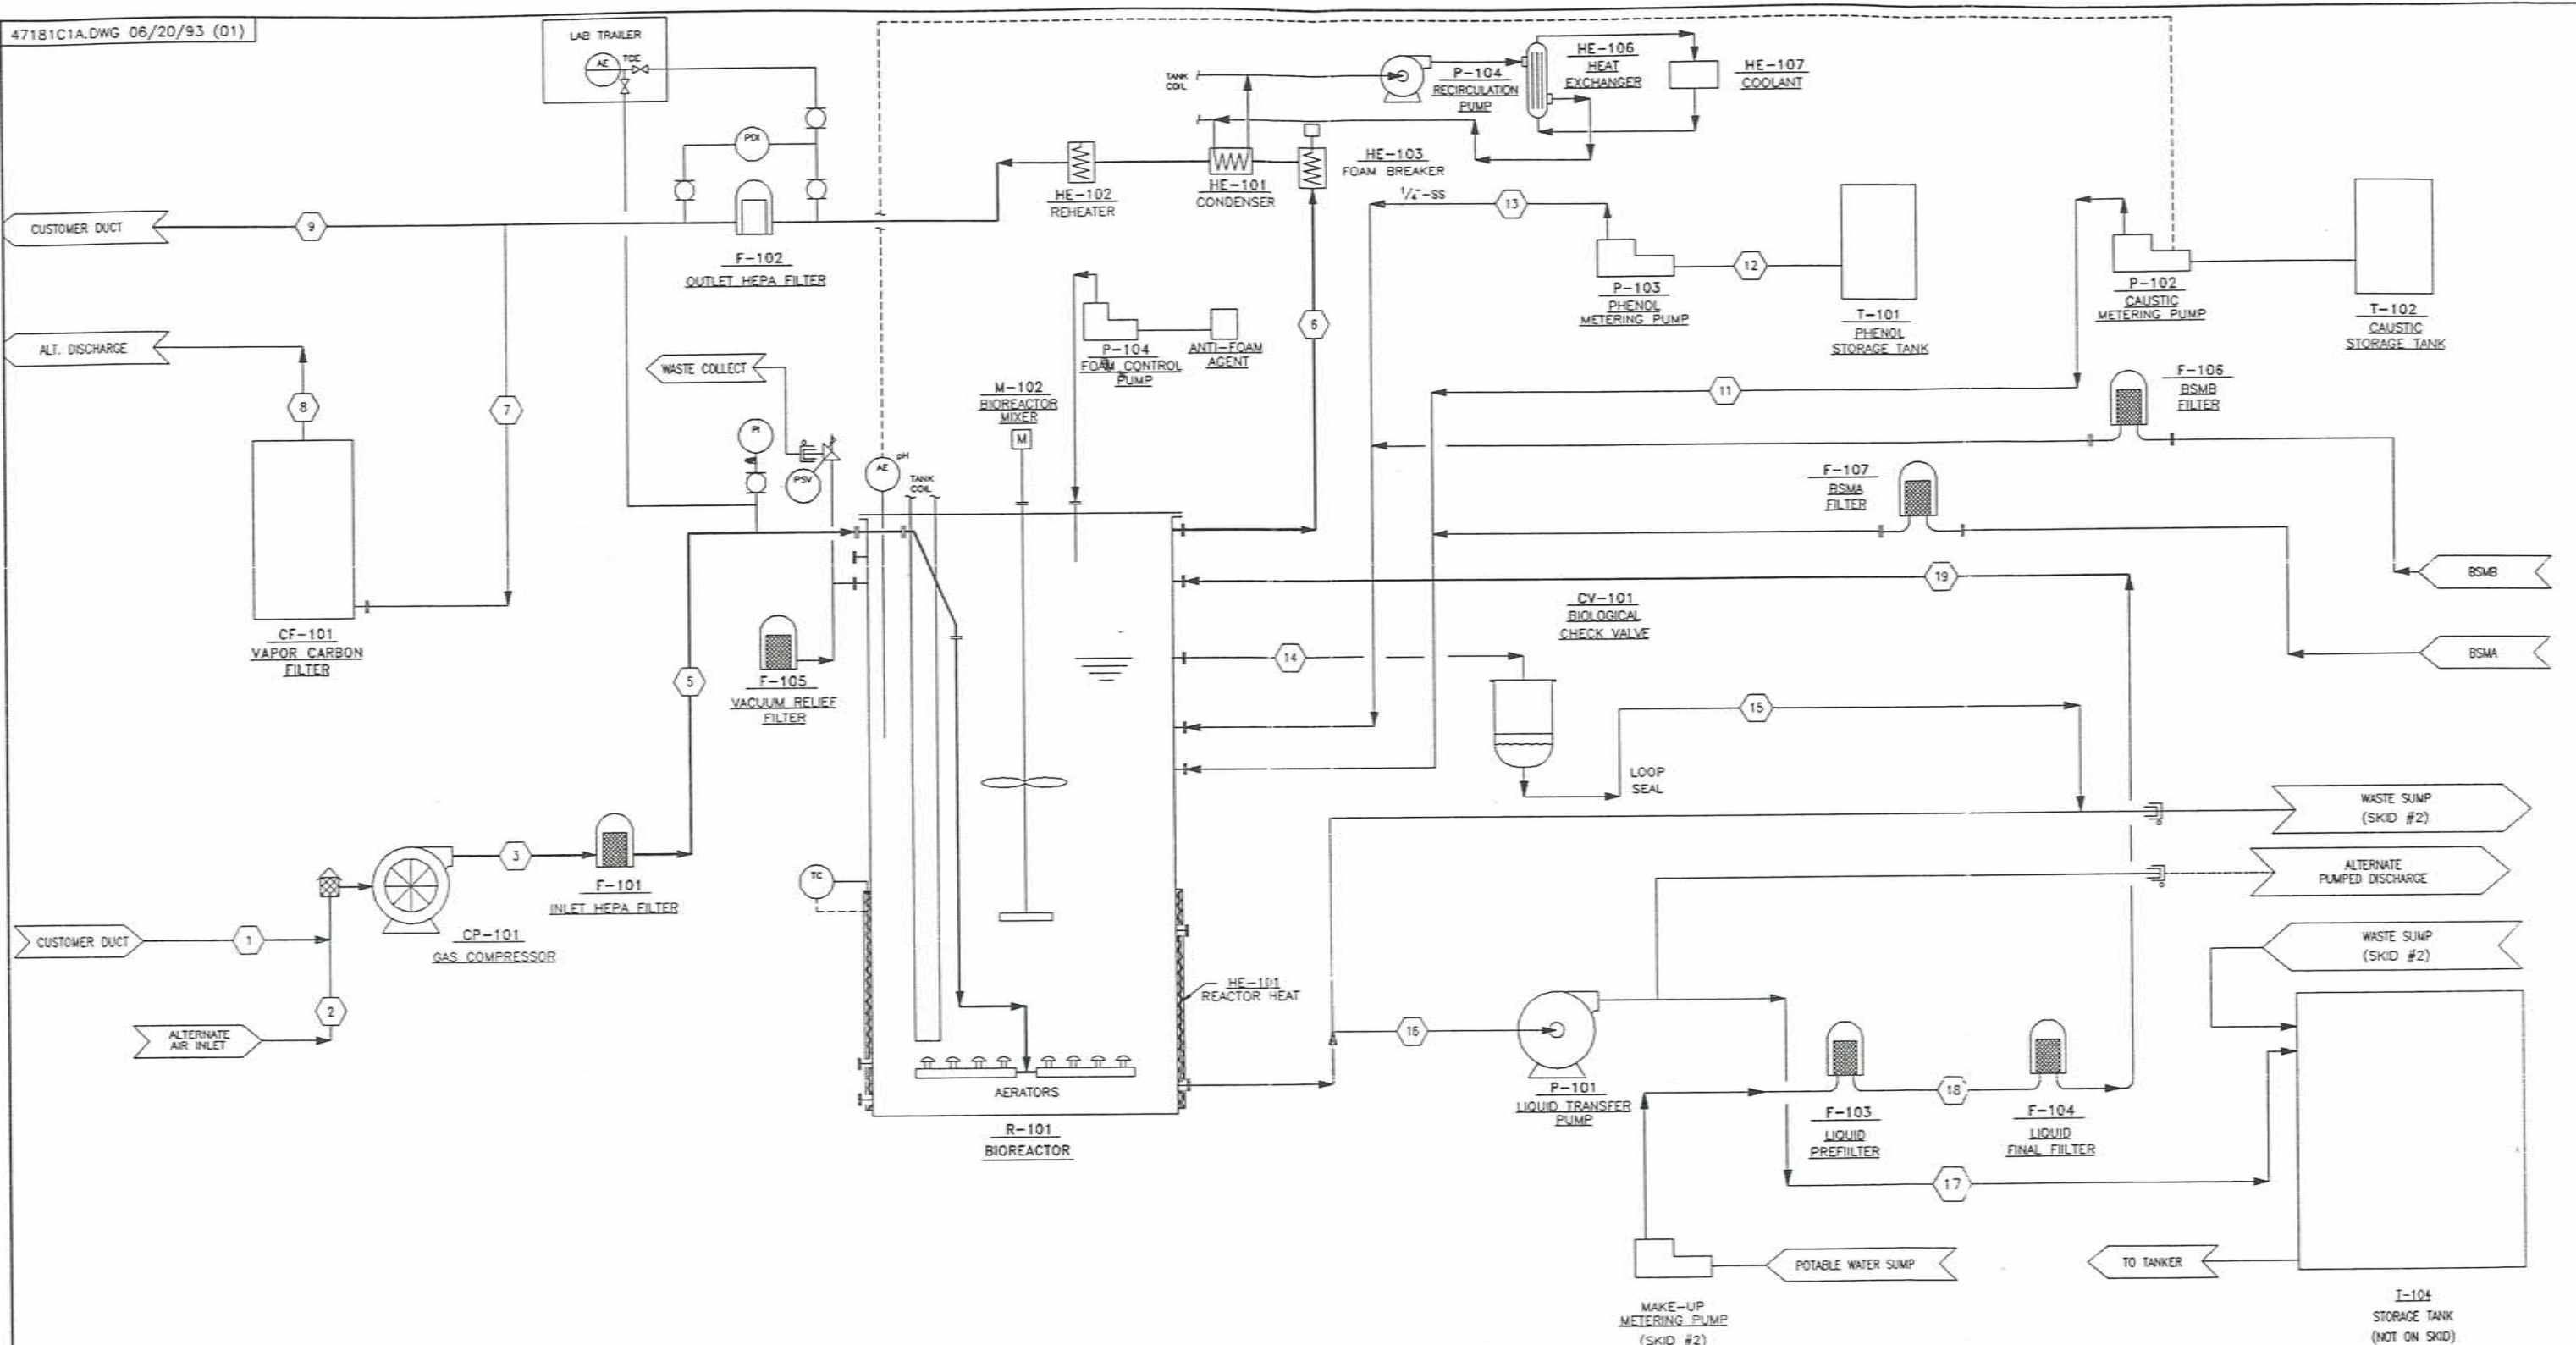 47181C1A.DWG 06/20/93 (01)
LAB TRAILER
AE
TCE
PDI
CUSTOMER DUCT
9
F-102
OUTLET HEPA FILTER
HE-102
REHEATER
HE-101
CONDENSER
HE-103
FOAM BREAKER
TANK
COIL
P-104
RECIRCULATION
PUMP
HE-106
HEAT
EXCHANGER
HE-107
COOLANT
1/4"-SS
13
P-103
PHENOL
METERING PUMP
12
T-101
PHENOL
STORAGE TANK
P-102
CAUSTIC
METERING PUMP
T-102
CAUSTIC
STORAGE TANK
ALT. DISCHARGE
8
7
CF-101
VAPOR CARBON
FILTER
WASTE COLLECT
PI
PSV
AE
pH
TANK
COIL
M-102
BIOREACTOR
MIXER
M
P-104
FOAM CONTROL
PUMP
ANTI-FOAM
AGENT
6
11
F-106
BSMB
FILTER
F-107
BSMA
FILTER
BSMB
BSMA
19
CV-101
BIOLOGICAL
CHECK VALVE
14
15
LOOP
SEAL
5
F-105
VACUUM RELIEF
FILTER
WASTE SUMP
(SKID #2)
ALTERNATE
PUMPED DISCHARGE
WASTE SUMP
(SKID #2)
3
F-101
INLET HEPA FILTER
CP-101
GAS COMPRESSOR
CUSTOMER DUCT
1
2
ALTERNATE
AIR INLET
TC
HE-101
REACTOR HEAT
AERATORS
R-101
BIOREACTOR
16
P-101
LIQUID TRANSFER
PUMP
F-103
LIQUID
PREFIILTER
18
F-104
LIQUID
FINAL FIILTER
17
MAKE-UP
METERING PUMP
(SKID #2)
POTABLE WATER SUMP
TO TANKER
T-104
STORAGE TANK
(NOT ON SKID)